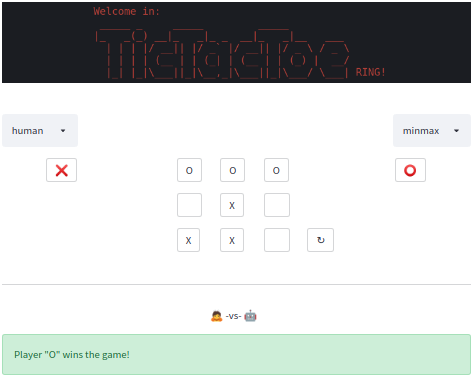 Welcome in:
TicTacToe RING!
human
minmax
❌
O O O
⭕
X
X X ↻
🙇 -vs- 🤖
Player "O" wins the game!